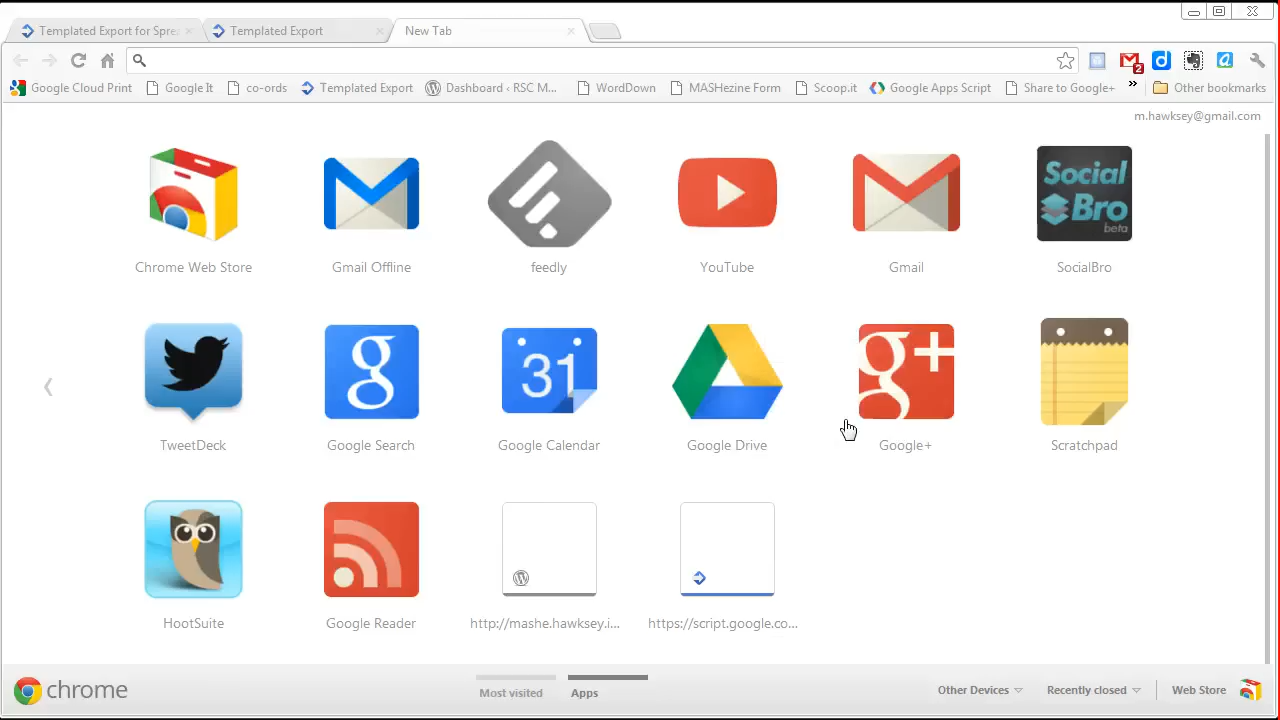 Templated Export for Spre
Templated Export
New Tab
2
Google Cloud Print
Google It
co-ords
Templated Export
Dashboard ‹ RSC M...
WordDown
MASHezine Form
Scoop.it
Google Apps Script
Share to Google+
»
Other bookmarks
m.hawksey@gmail.com
Social
Bro
beta
Chrome Web Store
Gmail Offline
feedly
YouTube
Gmail
SocialBro
g
31
g+
TweetDeck
Google Search
Google Calendar
Google Drive
Google+
Scratchpad
HootSuite
Google Reader
http://mashe.hawksey.i...
https://script.google.co...
chrome
Most visited
Apps
Other Devices
Recently closed
Web Store